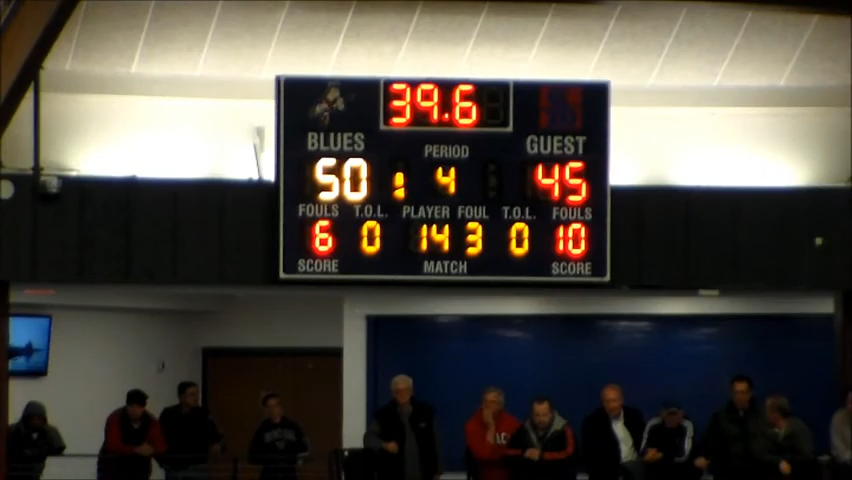 39.6
BLUES PERIOD GUEST
50 4 45
FOULS T.O.L. PLAYER FOUL T.O.L. FOULS
6 0 14 3 0 10
SCORE MATCH SCORE